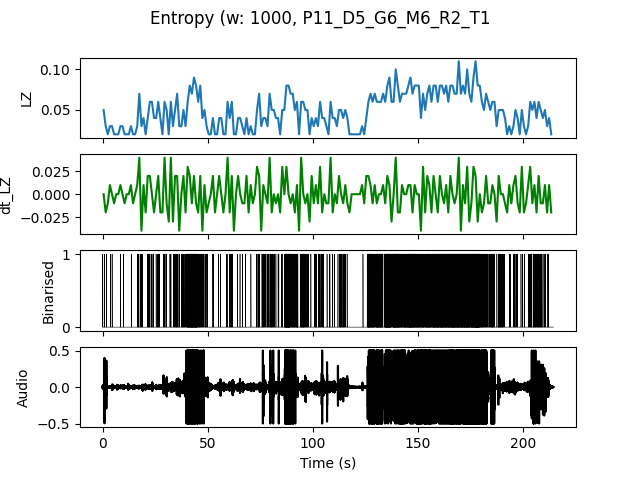 Entropy (w: 1000, P11_D5_G6_M6_R2_T1
LZ
0.10
0.05
dt_LZ
0.025
0.000
−0.025
Binarised
1
0
Audio
0.5
0.0
−0.5
0 50 100 150 200
Time (s)